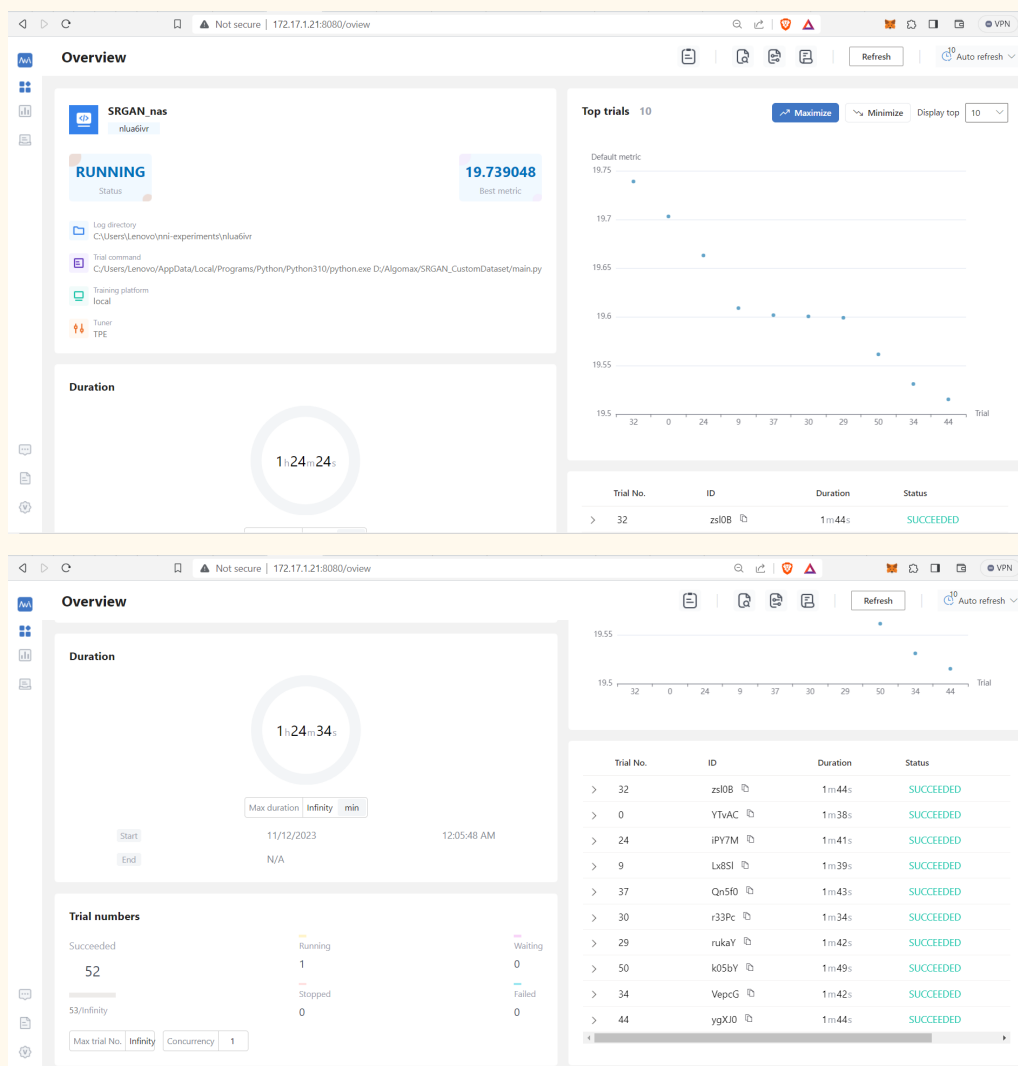 Not secure | 172.17.1.21:8080/oview
VPN
Overview
Refresh
10
Auto refresh
SRGAN_nas
nlua6ivr
RUNNING
Status
19.739048
Best metric
Log directory
C:\Users\Lenovo\nni-experiments\nlua6ivr
Trial command
C:/Users/Lenovo/AppData/Local/Programs/Python/Python310/python.exe D:/Algomax/SRGAN_CustomDataset/main.py
Training platform
local
Tuner
TPE
Duration
1h24m24s
Top trials 10
Maximize
Minimize
Display top 10
Default metric
19.75
19.7
19.65
19.6
19.55
19.5
32 0 24 9 37 30 29 50 34 44
Trial
Trial No. ID Duration Status
32 zsl0B 1m44s SUCCEEDED
Not secure | 172.17.1.21:8080/oview
VPN
Overview
Refresh
10
Auto refresh
Duration
1h24m34s
Max duration Infinity min
Start 11/12/2023 12:05:48 AM
End N/A
Trial numbers
Succeeded
52
53/Infinity
Running
1
Waiting
0
Stopped
0
Failed
0
Max trial No. Infinity Concurrency 1
19.55
19.5
32 0 24 9 37 30 29 50 34 44
Trial
Trial No. ID Duration Status
32 zsl0B 1m44s SUCCEEDED
0 YTvAC 1m38s SUCCEEDED
24 iPY7M 1m41s SUCCEEDED
9 Lx8Sl 1m39s SUCCEEDED
37 Qn5f0 1m43s SUCCEEDED
30 r33Pc 1m34s SUCCEEDED
29 rukaY 1m42s SUCCEEDED
50 k05bY 1m49s SUCCEEDED
34 VepcG 1m42s SUCCEEDED
44 ygXJ0 1m44s SUCCEEDED